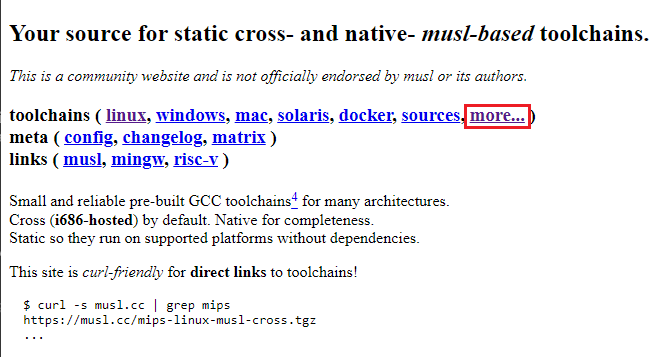 Your source for static cross- and native- musl-based toolchains.
This is a community website and is not officially endorsed by musl or its authors.
toolchains ( linux, windows, mac, solaris, docker, sources, more... )
meta ( config, changelog, matrix )
links ( musl, mingw, risc-v )
Small and reliable pre-built GCC toolchains4 for many architectures.
Cross (i686-hosted) by default. Native for completeness.
Static so they run on supported platforms without dependencies.
This site is curl-friendly for direct links to toolchains!
$ curl -s musl.cc | grep mips
https://musl.cc/mips-linux-musl-cross.tgz
...